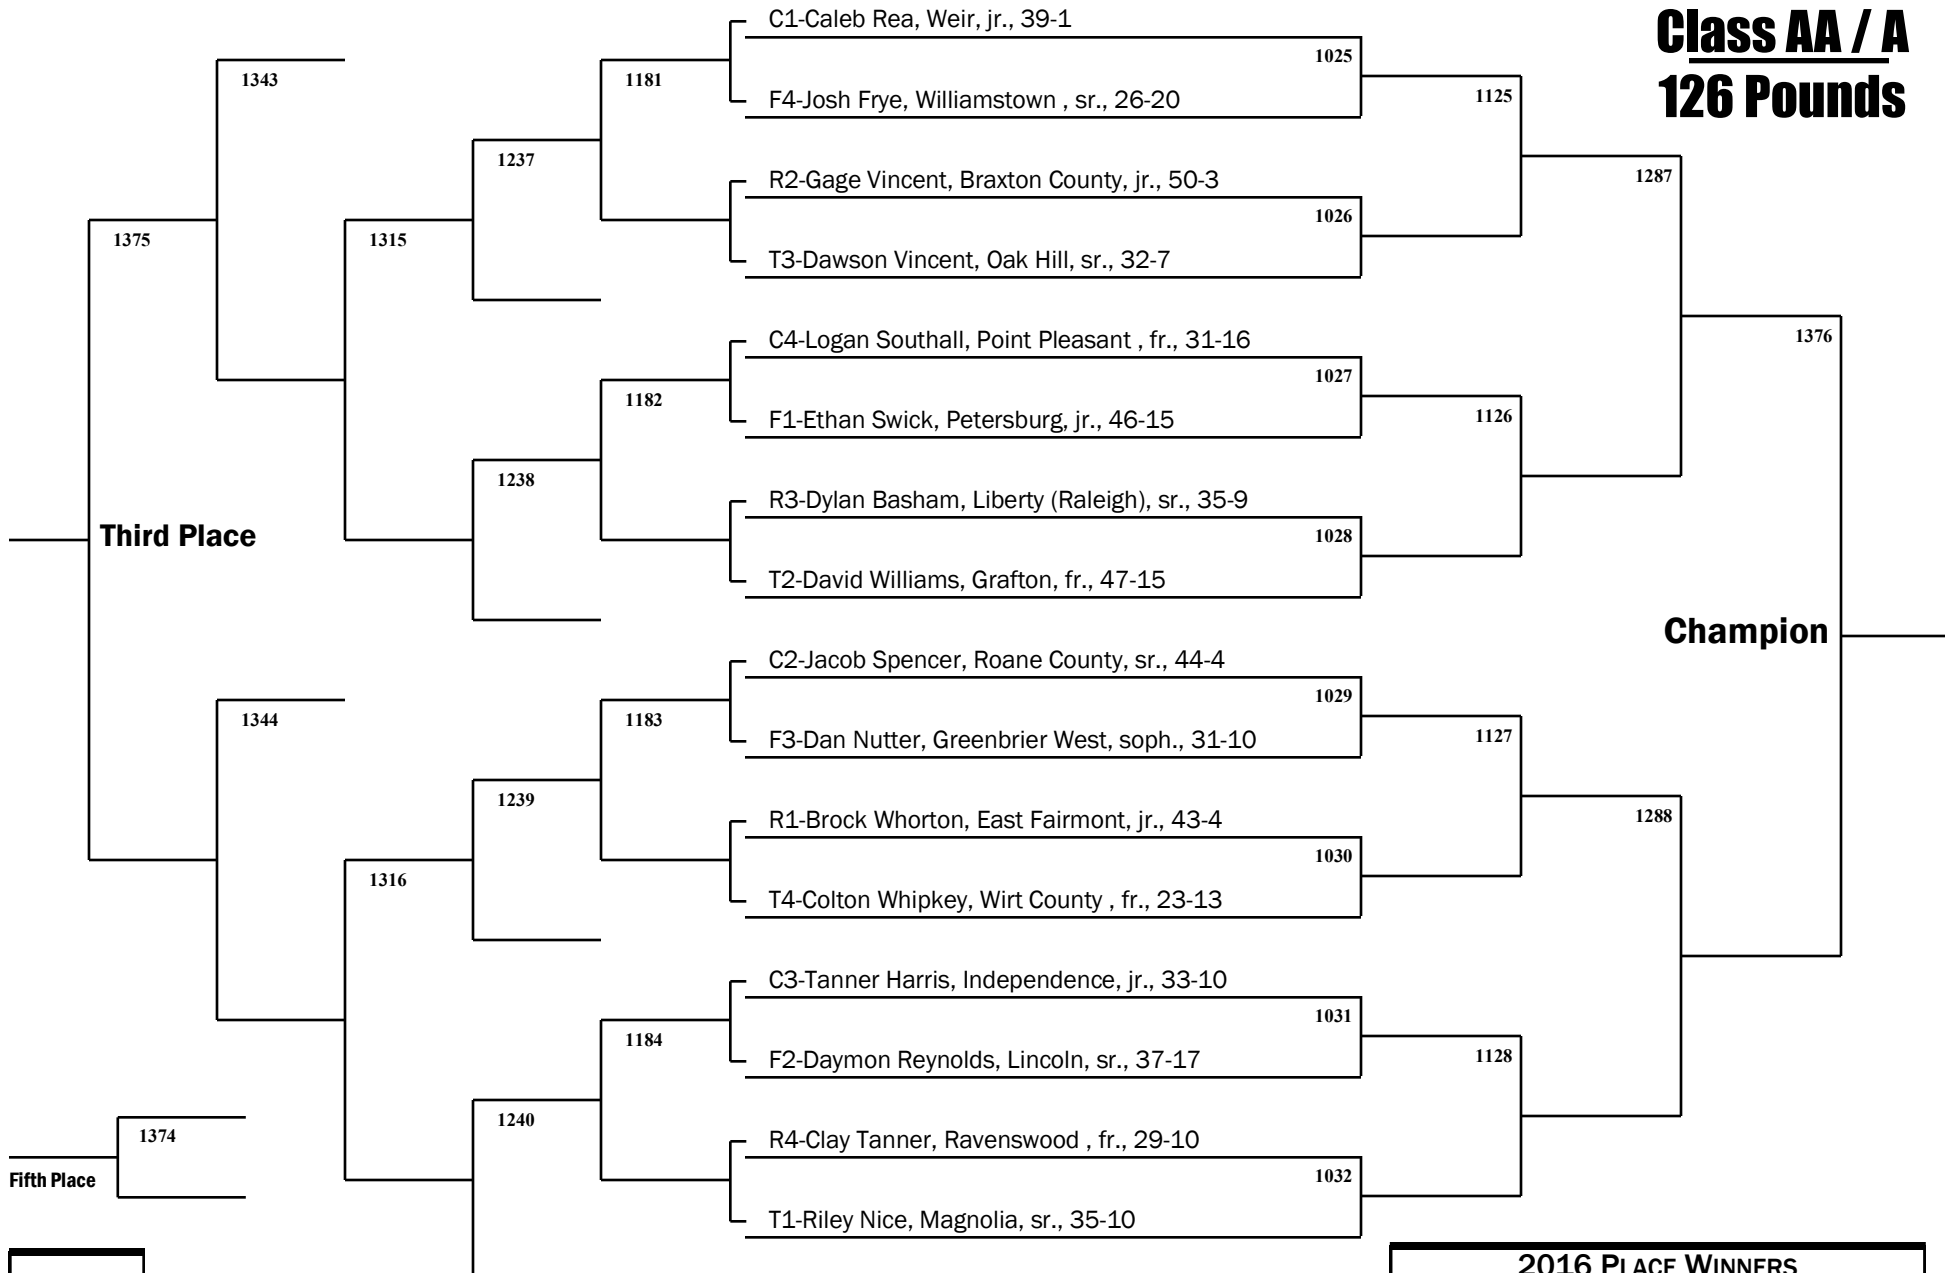 Class AA / A
126 Pounds
C1-Caleb Rea, Weir, jr., 39-1
1025
1343
1181
F4-Josh Frye, Williamstown , sr., 26-20
1125
1237
R2-Gage Vincent, Braxton County, jr., 50-3
1287
1026
1375
1315
T3-Dawson Vincent, Oak Hill, sr., 32-7
C4-Logan Southall, Point Pleasant , fr., 31-16
1376
1027
1182
F1-Ethan Swick, Petersburg, jr., 46-15
1126
1238
R3-Dylan Basham, Liberty (Raleigh), sr., 35-9
Third Place
1028
T2-David Williams, Grafton, fr., 47-15
Champion
C2-Jacob Spencer, Roane County, sr., 44-4
1029
1344
1183
F3-Dan Nutter, Greenbrier West, soph., 31-10
1127
1239
R1-Brock Whorton, East Fairmont, jr., 43-4
1288
1030
1316
T4-Colton Whipkey, Wirt County , fr., 23-13
C3-Tanner Harris, Independence, jr., 33-10
1031
1184
F2-Daymon Reynolds, Lincoln, sr., 37-17
1128
1240
1374
R4-Clay Tanner, Ravenswood , fr., 29-10
Fifth Place
1032
T1-Riley Nice, Magnolia, sr., 35-10
2016 PLACE WINNERS